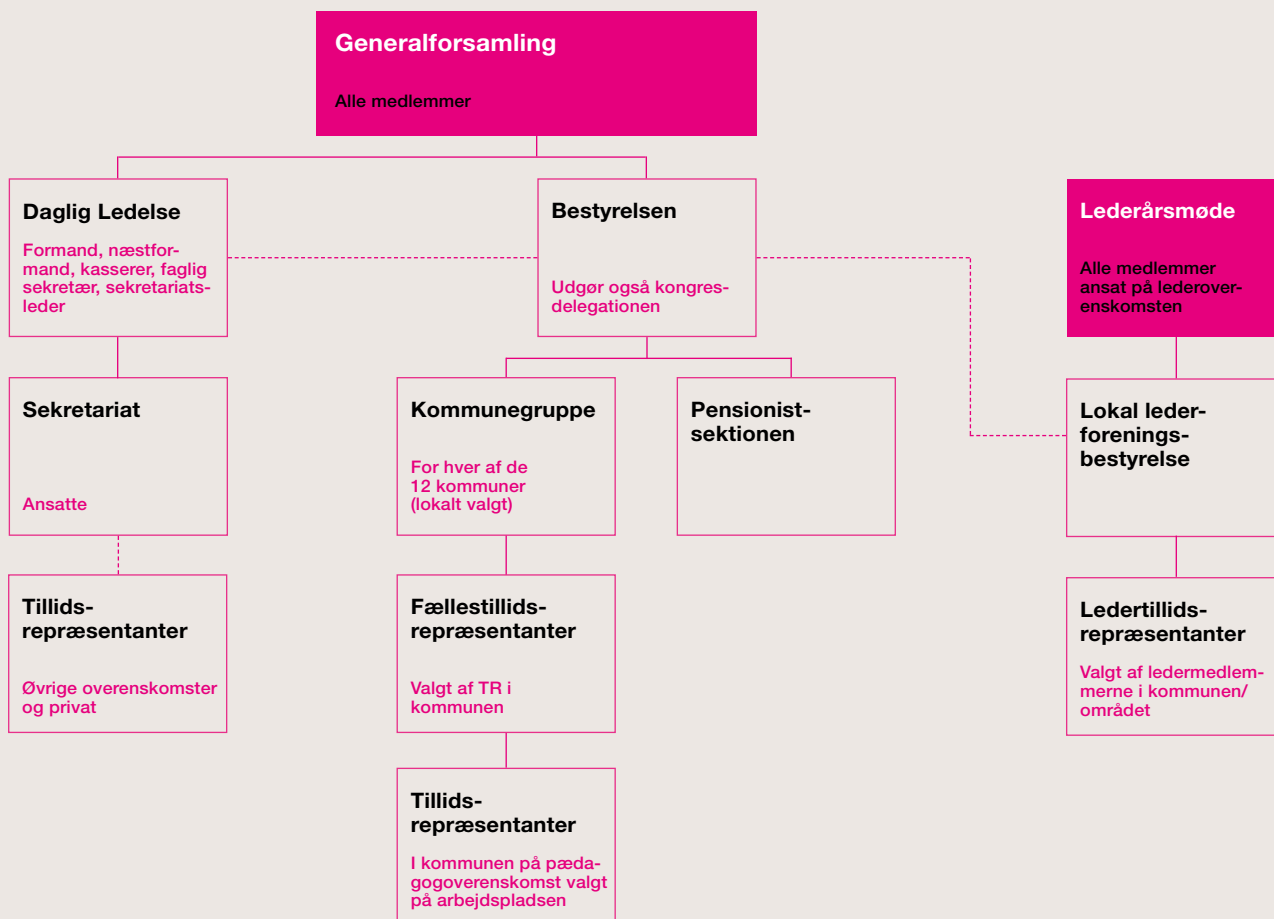 Generalforsamling
Alle medlemmer
Daglig Ledelse
Formand, næstfor-
mand, kasserer, faglig
sekretær, sekretariats-
leder
Bestyrelsen
Udgør også kongres-
delegationen
Lederårsmøde
Alle medlemmer
ansat på lederover-
enskomsten
Sekretariat
Ansatte
Kommunegruppe
For hver af de
12 kommuner
(lokalt valgt)
Pensionist-
sektionen
Lokal leder-
forenings-
bestyrelse
Tillids-
repræsentanter
Øvrige overenskomster
og privat
Fællestillids-
repræsentanter
Valgt af TR i
kommunen
Ledertillids-
repræsentanter
Valgt af ledermedlem-
merne i kommunen/
området
Tillids-
repræsentanter
I kommunen på pæda-
gogoverenskomst valgt
på arbejdspladsen